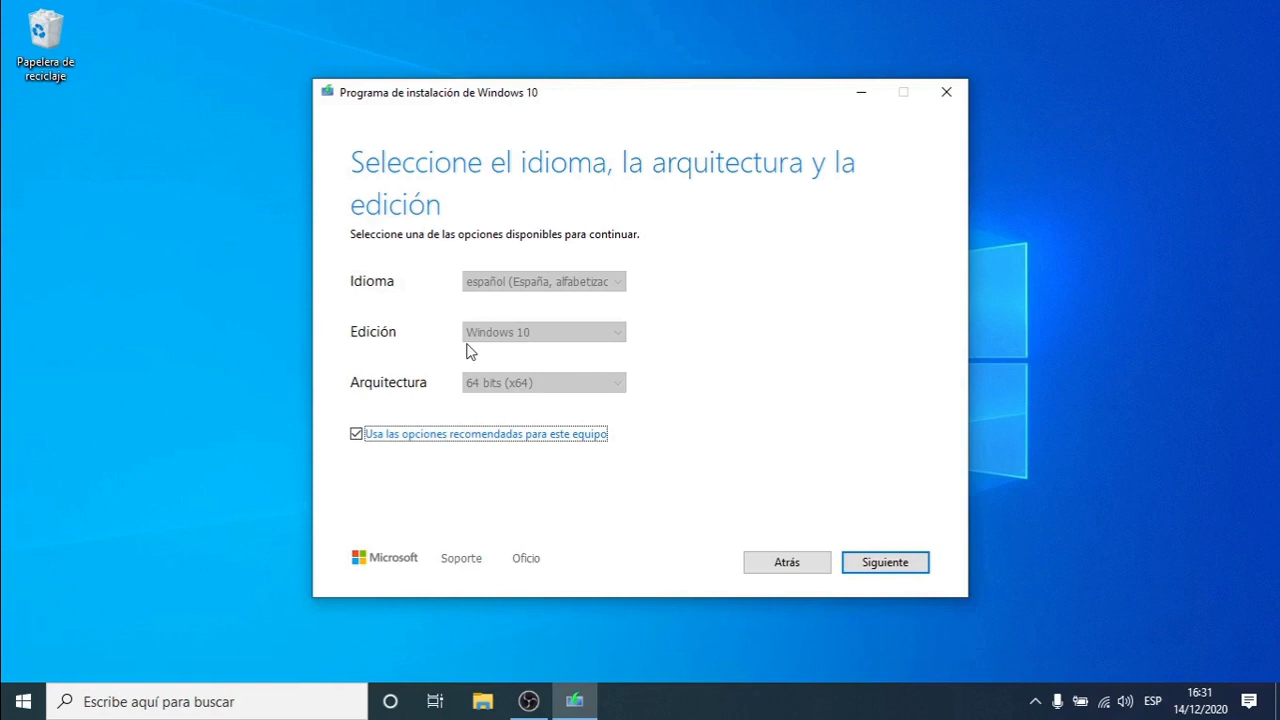 Papelera de
reciclaje
Programa de instalación de Windows 10
Seleccione el idioma, la arquitectura y la
edición
Seleccione una de las opciones disponibles para continuar.
Idioma
español (España, alfabetizac
Edición
Windows 10
Arquitectura
64 bits (x64)
Usa las opciones recomendadas para este equipo
Microsoft
Soporte
Oficio
Atrás
Siguiente
Escribe aquí para buscar
ESP
16:31
14/12/2020